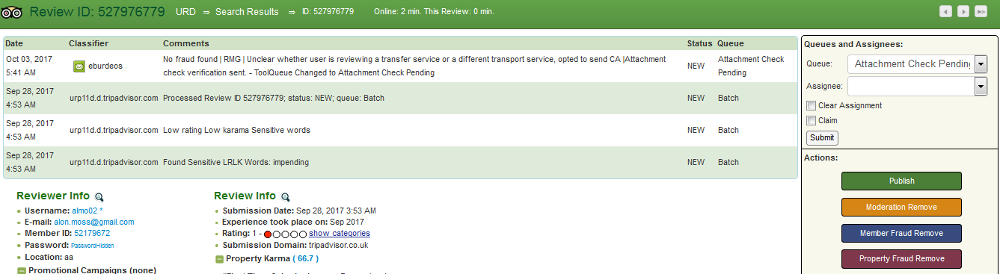 Review ID: 527976779 URD ⇒ Search Results ⇒ ID: 527976779 Online: 2 min. This Review: 0 min.
Date Classifier Comments Status Queue
Oct 03, 2017 5:41 AM eburdeos No fraud found | RMG | Unclear whether user is reviewing a transfer service or a different transport service, opted to send CA |Attachment check verification sent. - ToolQueue Changed to Attachment Check Pending NEW Attachment Check Pending
Sep 28, 2017 4:53 AM urp11d.d.tripadvisor.com Processed Review ID 527976779; status: NEW; queue: Batch NEW Batch
Sep 28, 2017 4:53 AM urp11d.d.tripadvisor.com Low rating Low karama Sensitive words NEW Batch
Sep 28, 2017 4:53 AM urp11d.d.tripadvisor.com Found Sensitive LRLK Words: impending NEW Batch
Reviewer Info
Username: almo02 *
E-mail: alon.moss@gmail.com
Member ID: 52179672
Password: PasswordHidden
Location: aa
Promotional Campaigns (none)
Review Info
Submission Date: Sep 28, 2017 3:53 AM
Experience took place on: Sep 2017
Rating: 1 - show categories
Submission Domain: tripadvisor.co.uk
Property Karma ( 66.7 )
Queues and Assignees:
Queue: Attachment Check Pending
Assignee:
Clear Assignment
Claim
Submit
Actions:
Publish
Moderation Remove
Member Fraud Remove
Property Fraud Remove